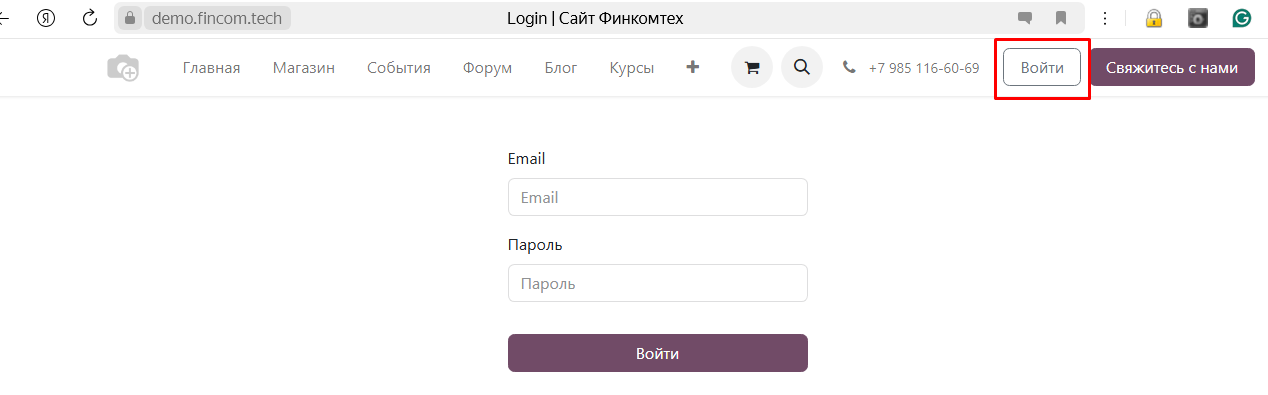 demo.fincom.tech Login | Сайт Финкомтех
Главная Магазин События Форум Блог Курсы + +7 985 116-60-69 Войти Свяжитесь с нами
Email
Email
Пароль
Пароль
Войти